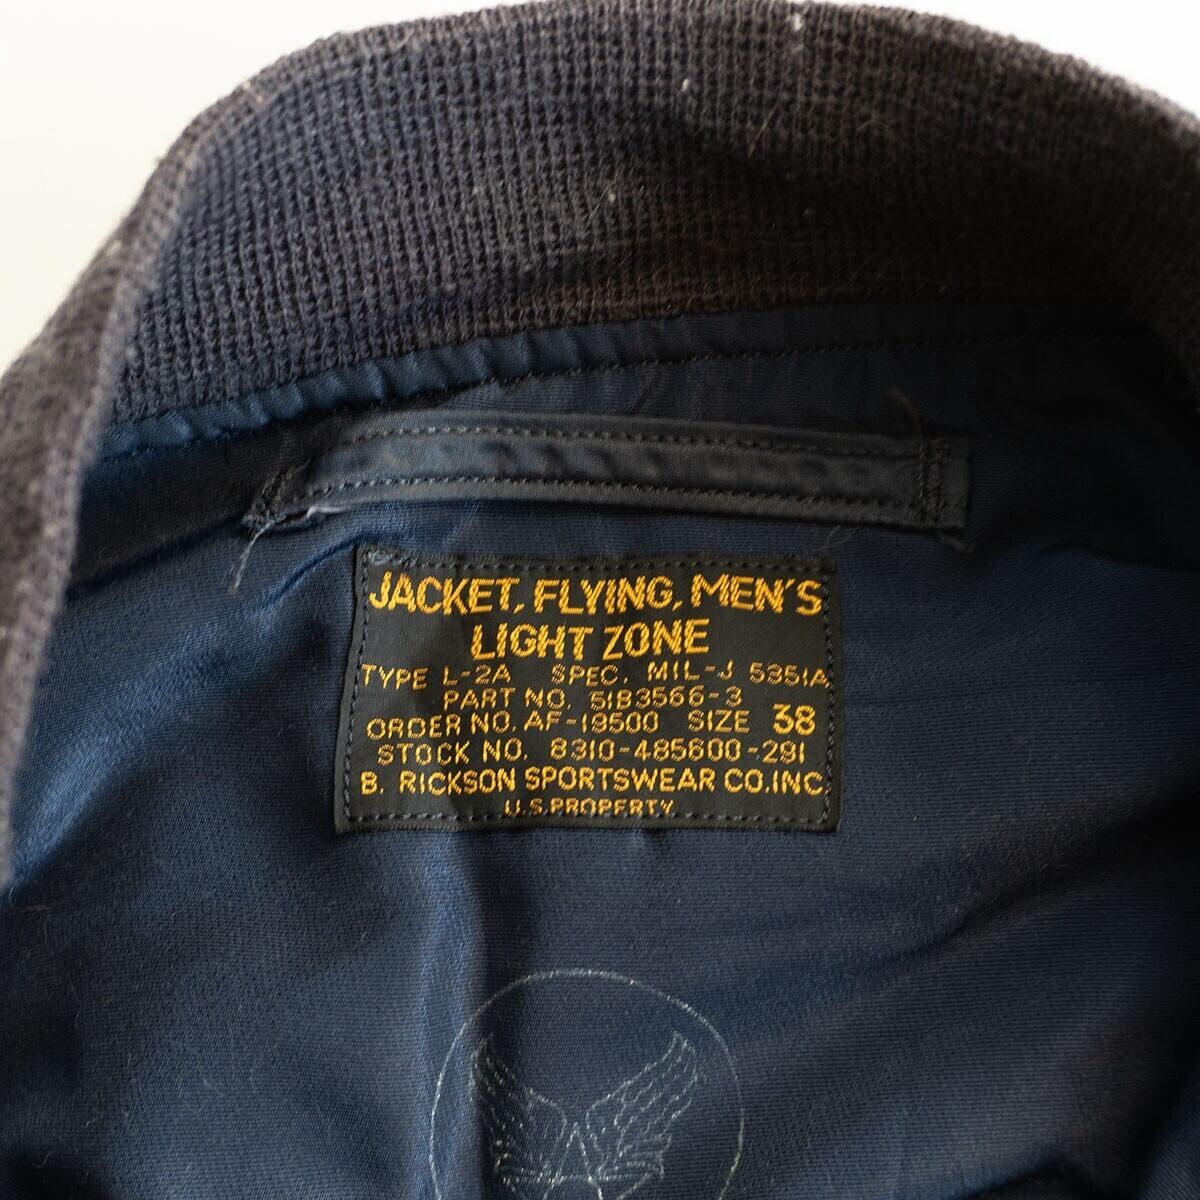 JACKET, FLYING, MEN'S
LIGHT ZONE
TYPE L-2A SPEC. MIL-J 5351A
PART NO. 51B3566-3
ORDER NO. AF-19500 SIZE 38
STOCK NO. 8310-485600-291
B. RICKSON SPORTSWEAR CO.INC
U.S.PROPERTY